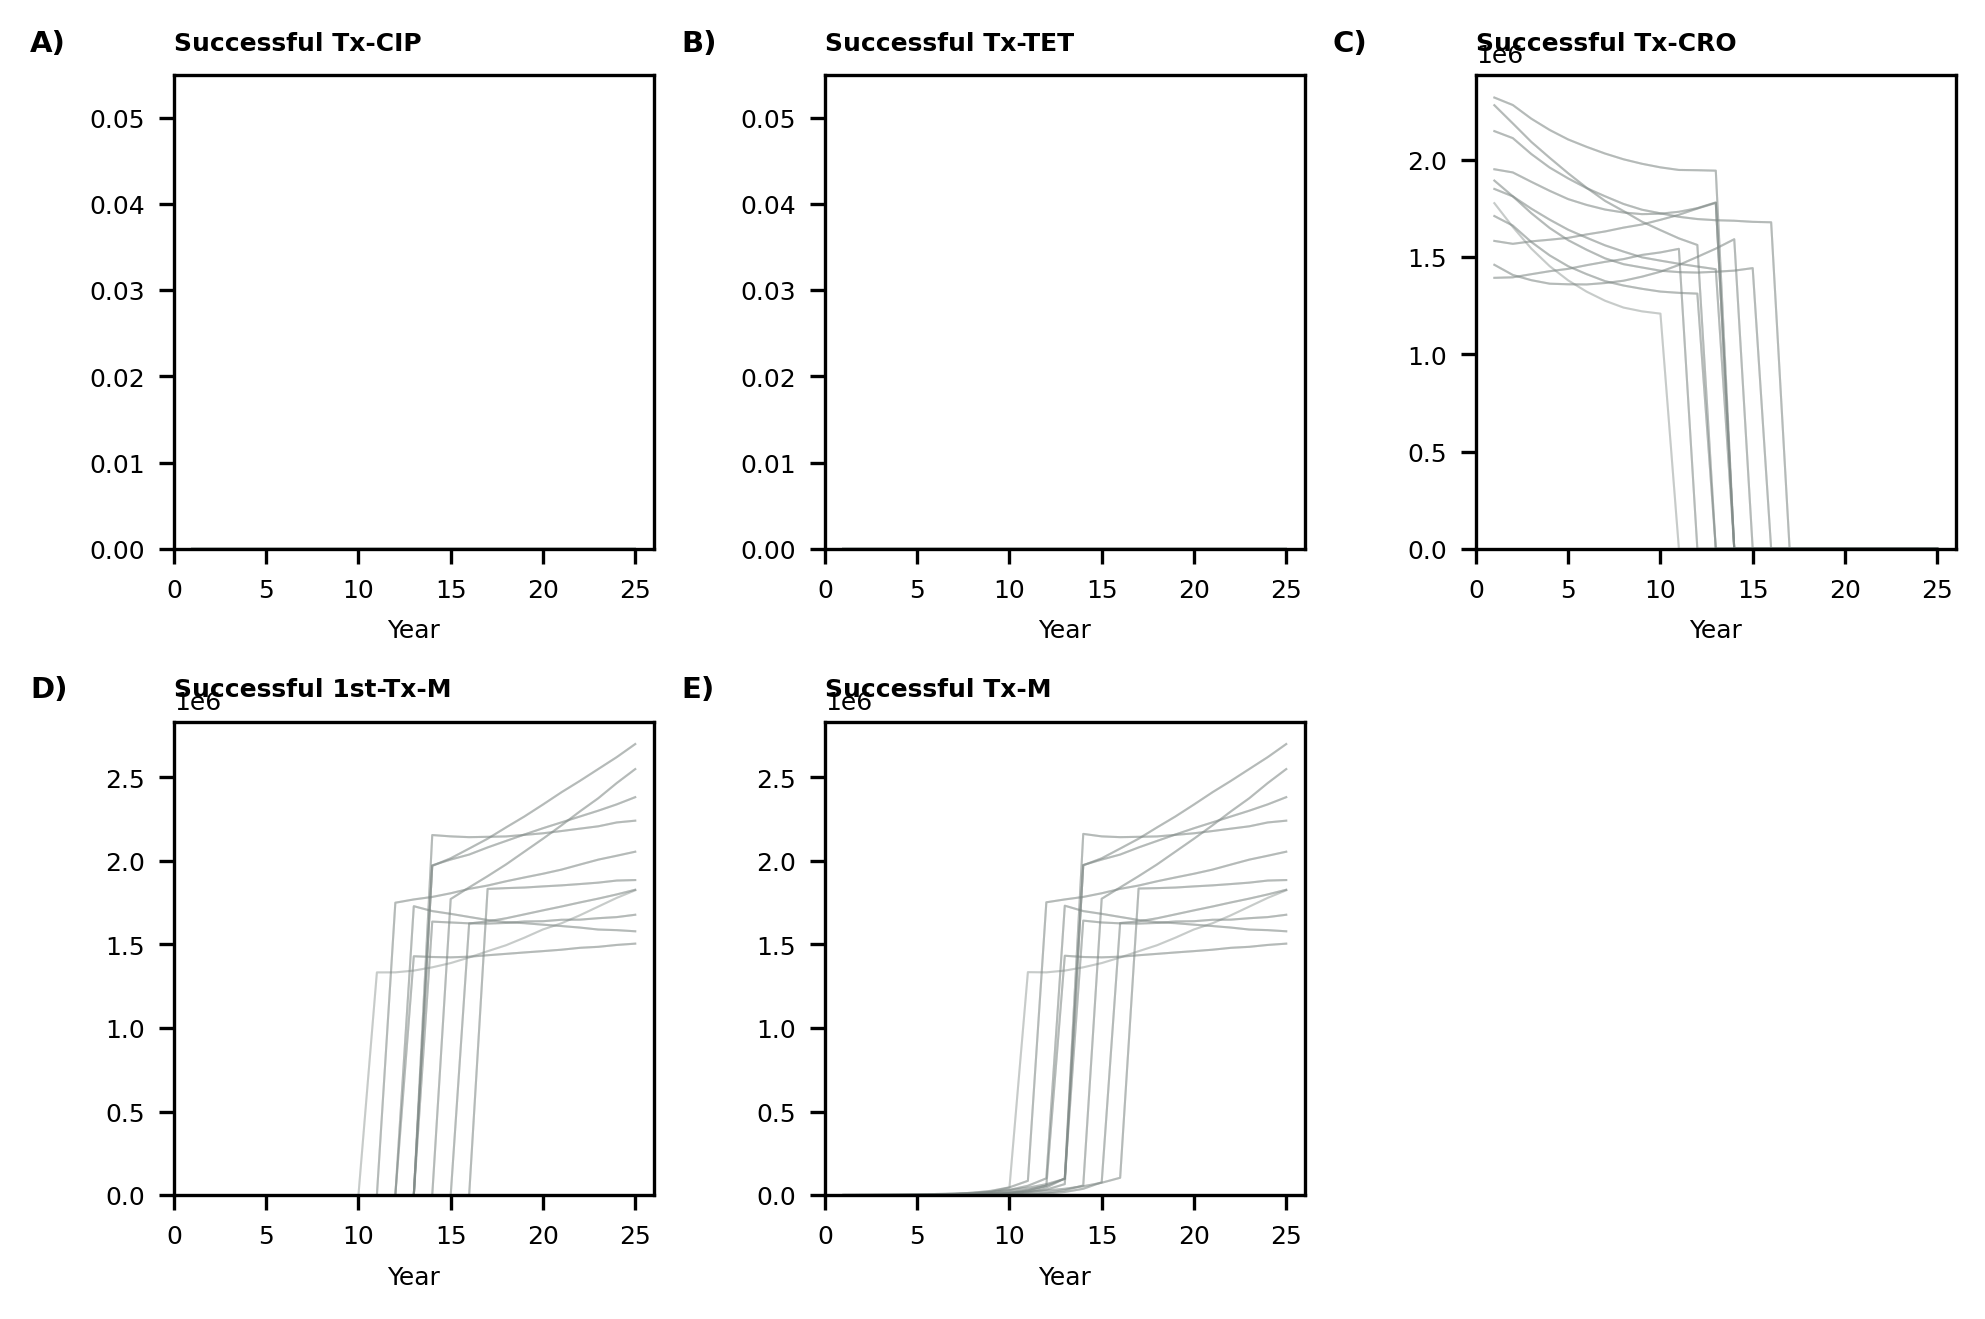 A) Successful Tx-CIP
0.05
0.04
0.03
0.02
0.01
0.00
0 5 10 15 20 25
Year
B) Successful Tx-TET
0.05
0.04
0.03
0.02
0.01
0.00
0 5 10 15 20 25
Year
C) Successful Tx-CRO
1e6
2.0
1.5
1.0
0.5
0.0
0 5 10 15 20 25
Year
D) Successful 1st-Tx-M
1e6
2.5
2.0
1.5
1.0
0.5
0.0
0 5 10 15 20 25
Year
E) Successful Tx-M
1e6
2.5
2.0
1.5
1.0
0.5
0.0
0 5 10 15 20 25
Year